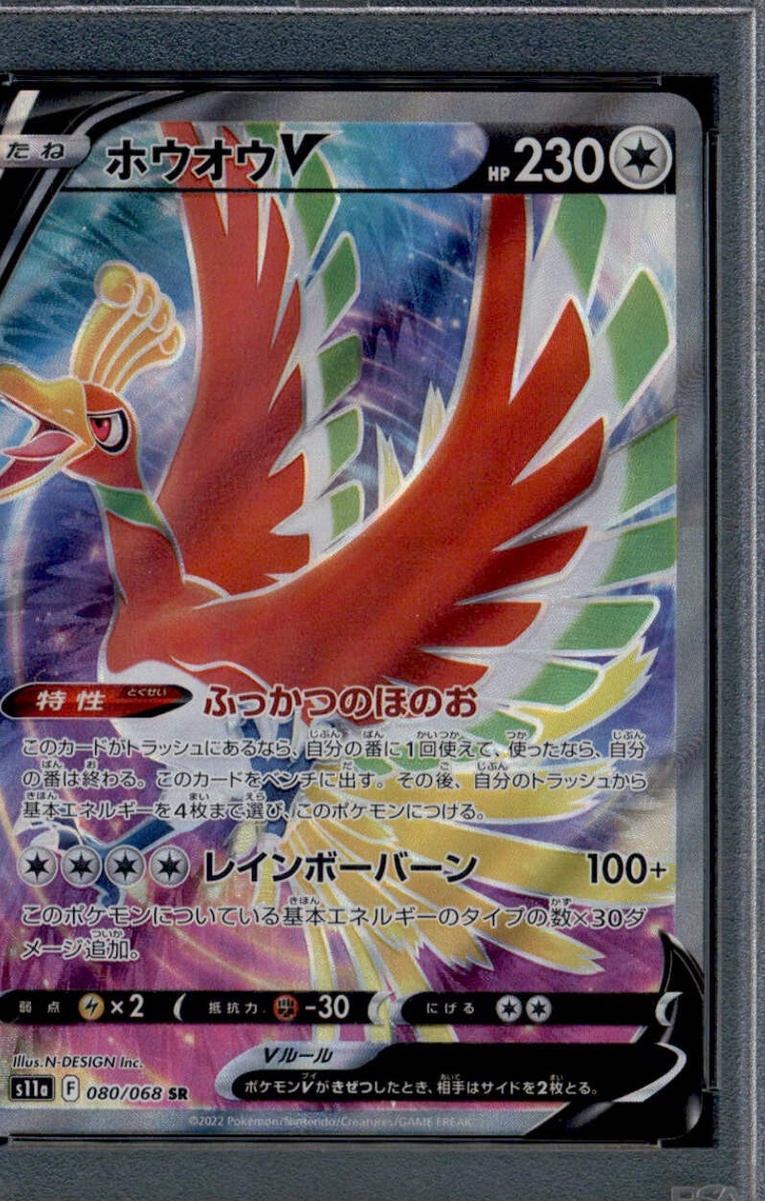 たね ホウオウV HP 230
特性 とくせい ふっかつのほのお
このカードがトラッシュにあるなら、自分の番に1回使えて、使ったなら、自分
の番は終わる。このカードをベンチに出す。その後、自分のトラッシュから
基本エネルギーを4枚まで選び、このポケモンにつける。
レインボーバーン 100+
このポケモンについている基本エネルギーのタイプの数×30ダ
メージ追加。
弱点 ×2 抵抗力 -30 にげる
Illus. N-DESIGN Inc.
Vルール
ポケモンVがきぜつしたとき、相手はサイドを2枚とる。
s11a F 080/068 SR
©2022 Pokémon/Nintendo/Creatures/GAME FREAK